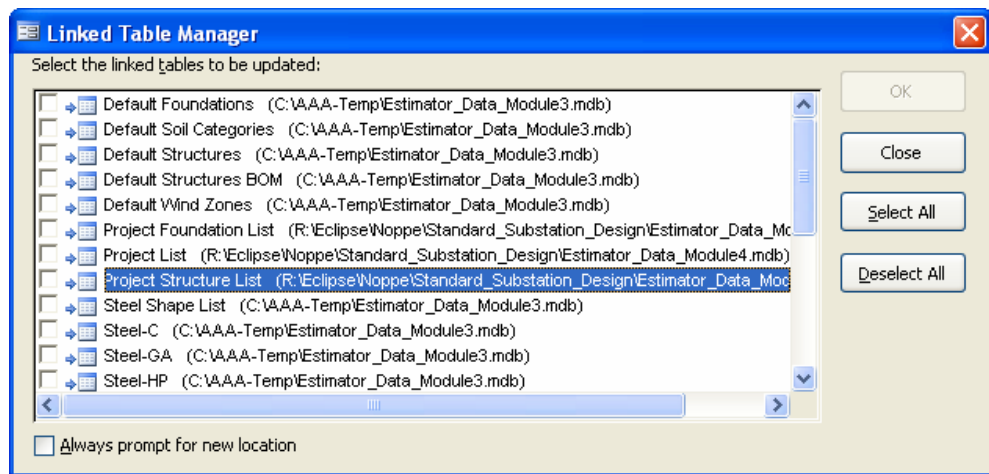 Linked Table Manager
Select the linked tables to be updated:
Default Foundations (C:\AAA-Temp\Estimator_Data_Module3.mdb)
Default Soil Categories (C:\AAA-Temp\Estimator_Data_Module3.mdb)
Default Structures (C:\AAA-Temp\Estimator_Data_Module3.mdb)
Default Structures BOM (C:\AAA-Temp\Estimator_Data_Module3.mdb)
Default Wind Zones (C:\AAA-Temp\Estimator_Data_Module3.mdb)
Project Foundation List (R:\Eclipse\Noppe\Standard_Substation_Design\Estimator_Data_Mo
Project List (R:\Eclipse\Noppe\Standard_Substation_Design\Estimator_Data_Module4.mdb)
Project Structure List (R:\Eclipse\Noppe\Standard_Substation_Design\Estimator_Data_Mod
Steel Shape List (C:\AAA-Temp\Estimator_Data_Module3.mdb)
Steel-C (C:\AAA-Temp\Estimator_Data_Module3.mdb)
Steel-GA (C:\AAA-Temp\Estimator_Data_Module3.mdb)
Steel-HP (C:\AAA-Temp\Estimator_Data_Module3.mdb)
Always prompt for new location
OK
Close
Select All
Deselect All